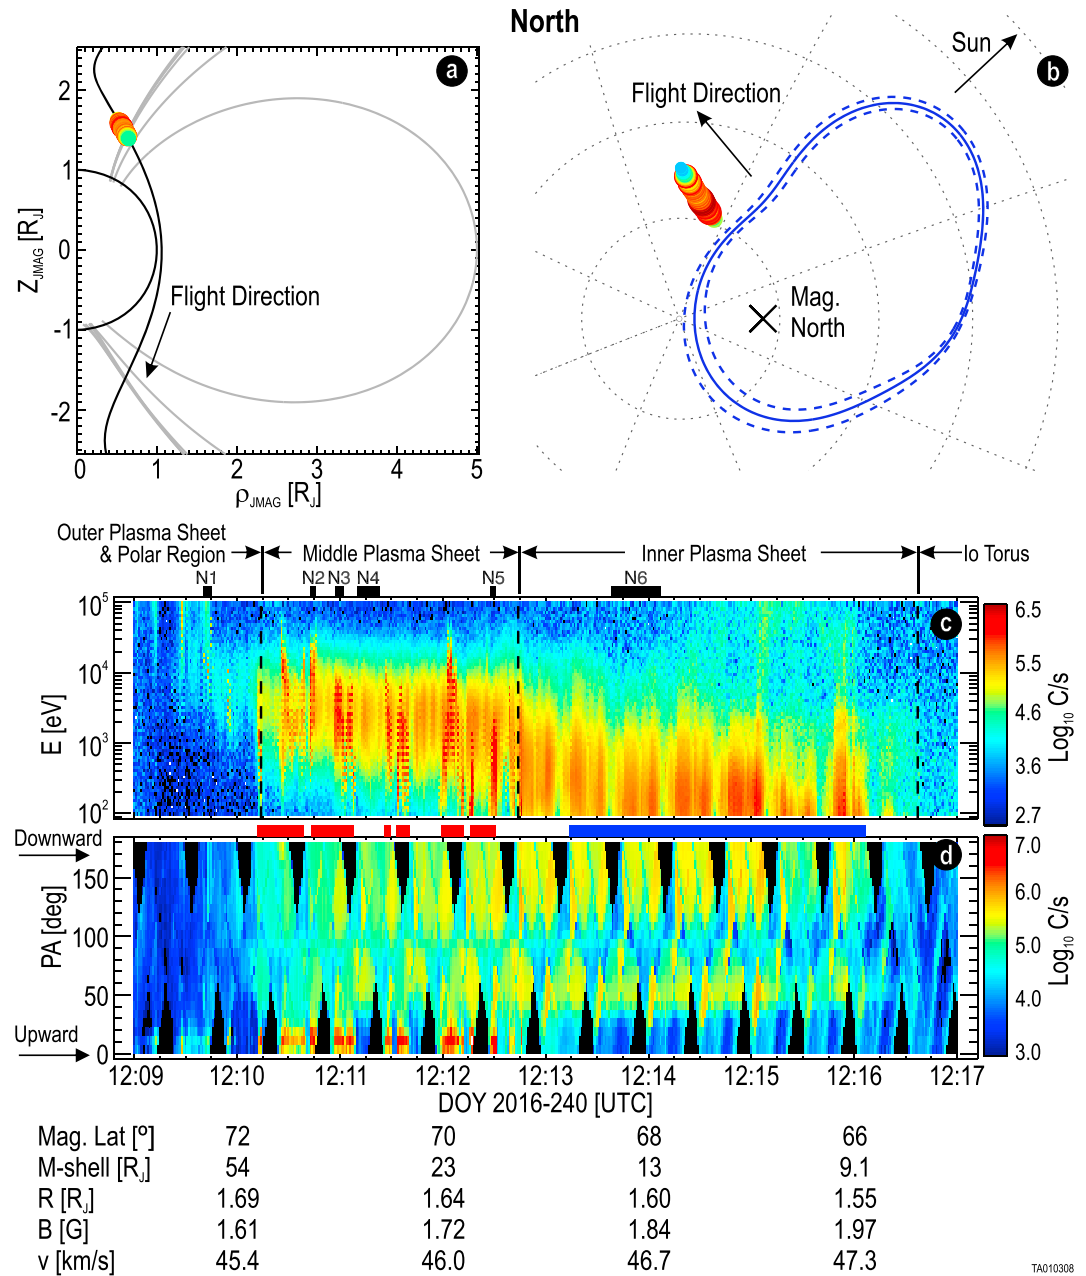 North
a
2
1
0
-1
-2
Z_JMAG [R_J]
Flight Direction
0 1 2 3 4 5
ρ_JMAG [R_J]
b
Sun
Flight Direction
Mag.
North
Outer Plasma Sheet
& Polar Region
Middle Plasma Sheet
Inner Plasma Sheet
Io Torus
N1 N2 N3 N4 N5 N6
c
10^5
10^4
10^3
10^2
E [eV]
6.5
5.5
4.6
3.6
2.7
Log_10 C/s
Downward
d
150
100
50
0
PA [deg]
Upward
7.0
6.0
5.0
4.0
3.0
Log_10 C/s
12:09 12:10 12:11 12:12 12:13 12:14 12:15 12:16 12:17
DOY 2016-240 [UTC]
Mag. Lat [º] 72 70 68 66
M-shell [R_J] 54 23 13 9.1
R [R_J] 1.69 1.64 1.60 1.55
B [G] 1.61 1.72 1.84 1.97
v [km/s] 45.4 46.0 46.7 47.3
TA010308